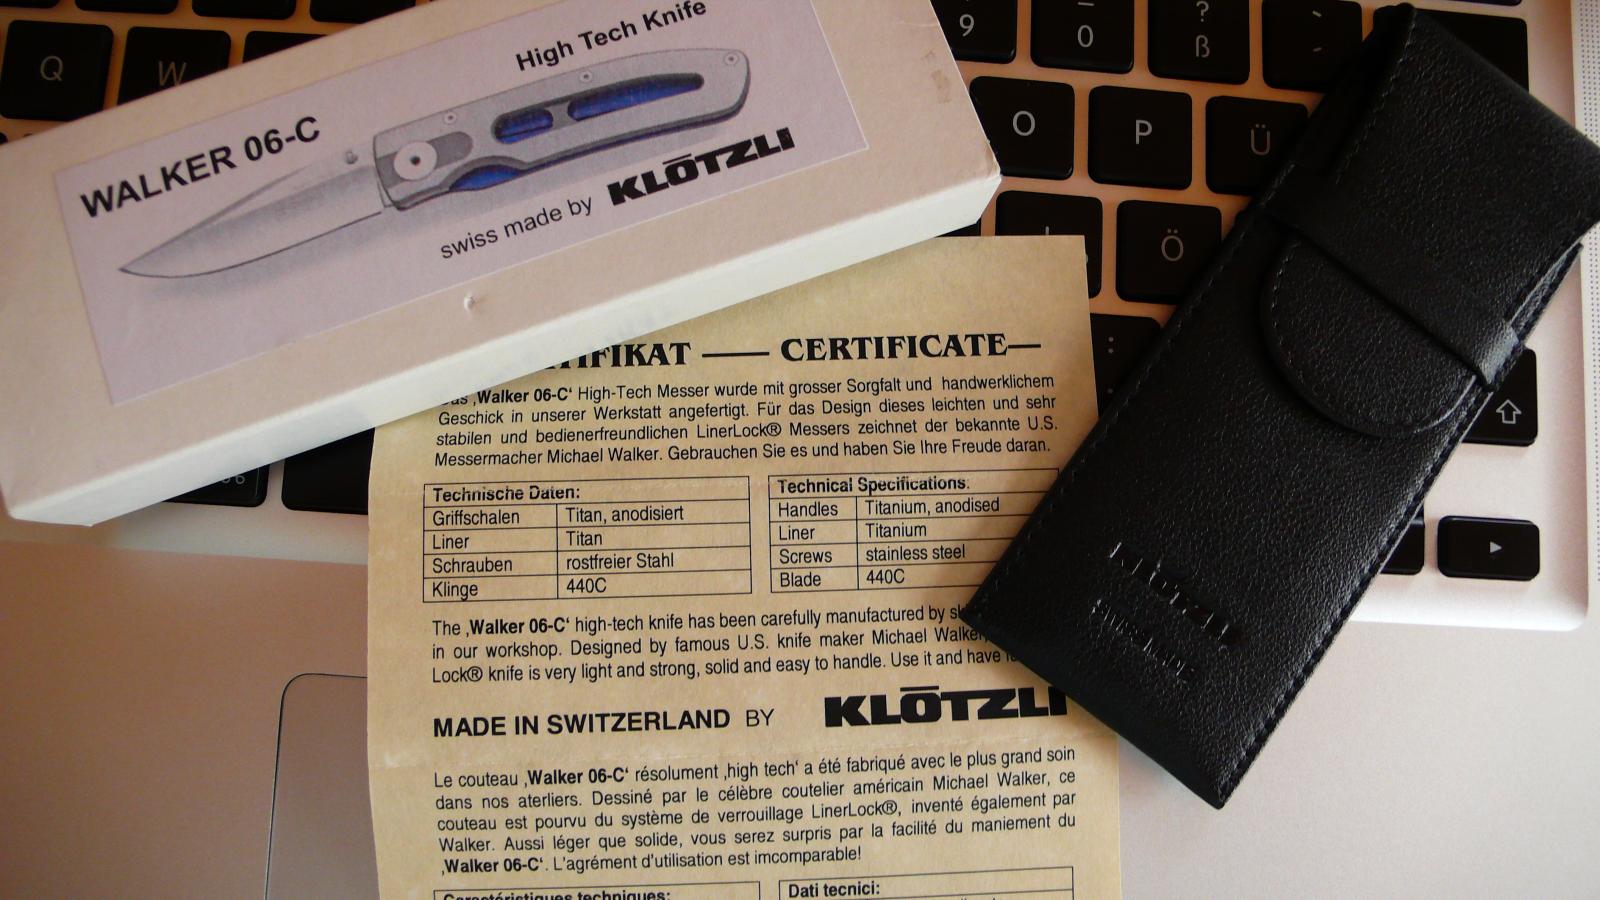 WALKER 06-C
High Tech Knife
swiss made by KLÖTZLI
9
0
?
ß
Q
W
O
P
Ü
Ö
CERTIFICATE
‚Walker 06-C‘ High-Tech Messer wurde mit grosser Sorgfalt und handwerklichem
Geschick in unserer Werkstatt angefertigt. Für das Design dieses leichten und sehr
stabilen und bedienerfreundlichen LinerLock® Messers zeichnet der bekannte U.S.
Messermacher Michael Walker. Gebrauchen Sie es und haben Sie Ihre Freude daran.
Technische Daten:
Griffschalen Titan, anodisiert
Liner Titan
Schrauben rostfreier Stahl
Klinge 440C
Technical Specifications:
Handles Titanium, anodised
Liner Titanium
Screws stainless steel
Blade 440C
The ‚Walker 06-C‘ high-tech knife has been carefully manufactured by
in our workshop. Designed by famous U.S. knife maker Michael Walker,
Lock® knife is very light and strong, solid and easy to handle. Use it and have
MADE IN SWITZERLAND BY KLÖTZLI
Le couteau ‚Walker 06-C‘ résolument ‚high tech‘ a été fabriqué avec le plus grand soin
dans nos aterliers. Dessiné par le célèbre coutelier américain Michael Walker, ce
couteau est pourvu du système de verrouillage LinerLock®, inventé également par
Walker. Aussi léger que solide, vous serez surpris par la facilité du maniement du
‚Walker 06-C‘. L'agrément d'utilisation est imcomparable!
Caractéristiques techniques:
Dati tecnici:
KLÖTZLI
SWISS MADE